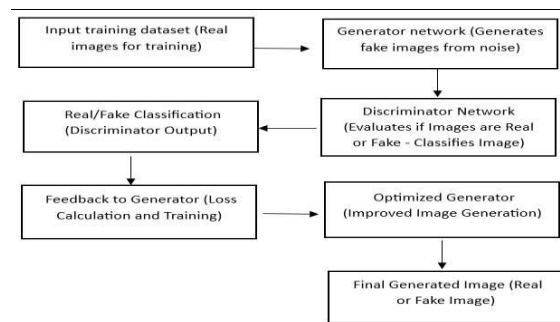 Input training dataset (Real
images for training)
Generator network (Generates
fake images from noise)
Real/Fake Classification
(Discriminator Output)
Discriminator Network
(Evaluates if Images are Real
or Fake - Classifies Image)
Feedback to Generator (Loss
Calculation and Training)
Optimized Generator
(Improved Image Generation)
Final Generated Image (Real
or Fake Image)